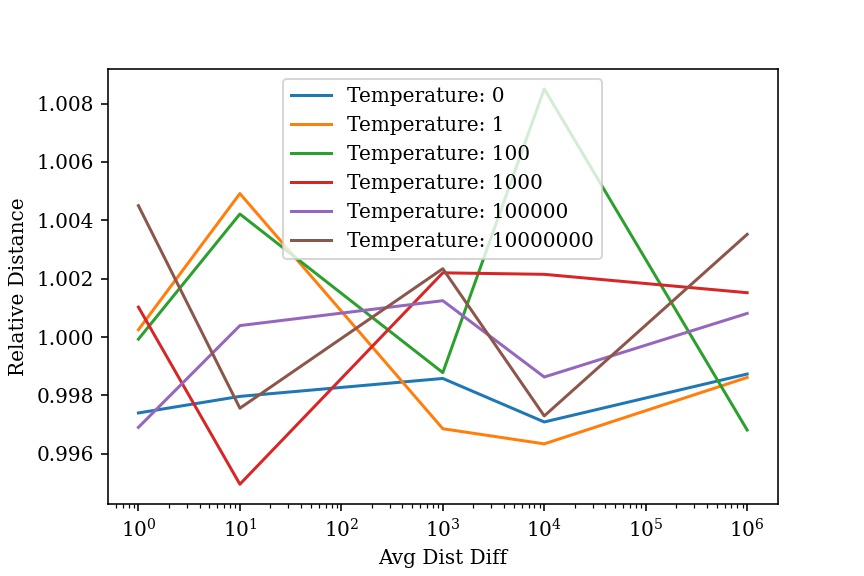 Temperature: 0
Temperature: 1
Temperature: 100
Temperature: 1000
Temperature: 100000
Temperature: 10000000
1.008
1.006
1.004
1.002
1.000
0.998
0.996
Relative Distance
10⁰ 10¹ 10² 10³ 10⁴ 10⁵ 10⁶
Avg Dist Diff